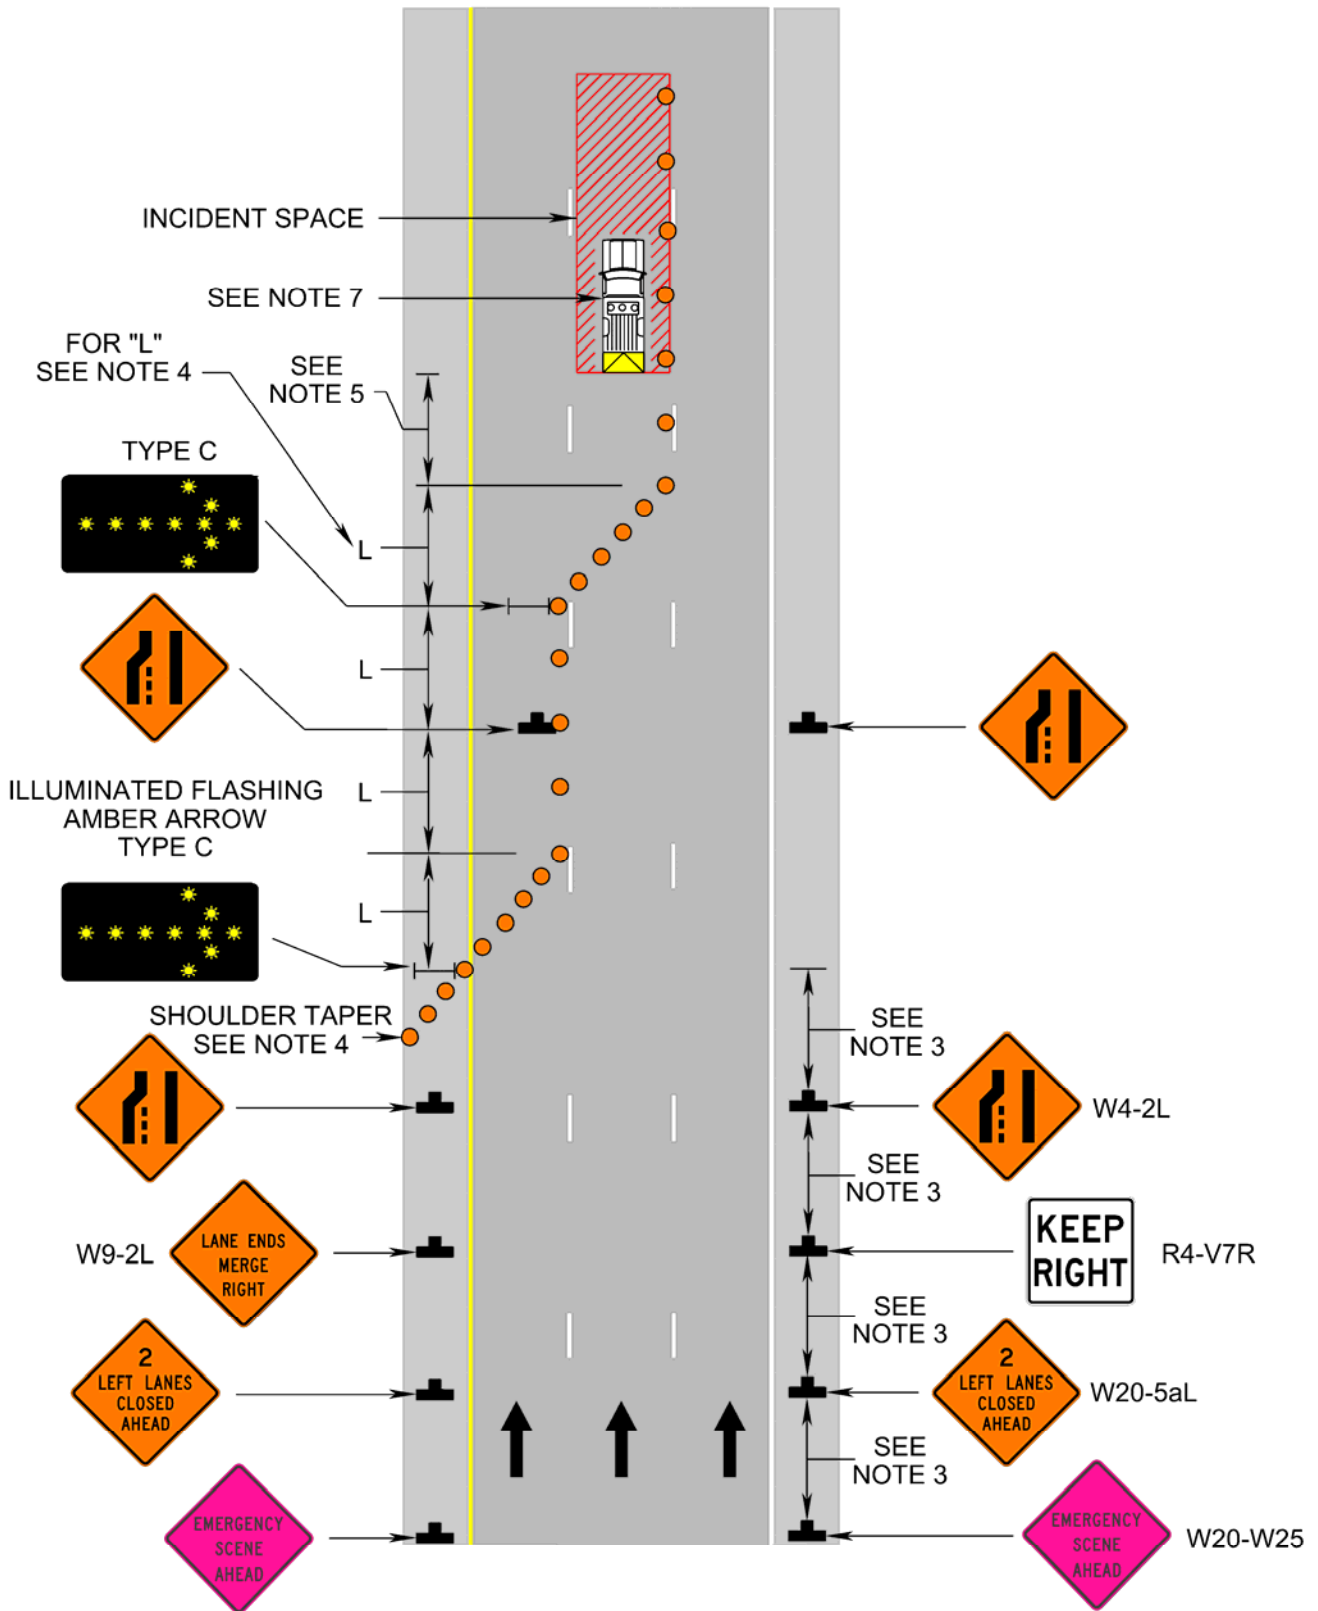 INCIDENT SPACE
SEE NOTE 7
FOR "L"
SEE NOTE 4
SEE
NOTE 5
TYPE C
L
L
ILLUMINATED FLASHING
AMBER ARROW
TYPE C
L
L
SHOULDER TAPER
SEE NOTE 4
SEE
NOTE 3
W4-2L
SEE
NOTE 3
W9-2L
LANE ENDS
MERGE
RIGHT
KEEP
RIGHT
R4-V7R
SEE
NOTE 3
2
LEFT LANES
CLOSED
AHEAD
2
LEFT LANES
CLOSED
AHEAD
W20-5aL
SEE
NOTE 3
EMERGENCY
SCENE
AHEAD
EMERGENCY
SCENE
AHEAD
W20-W25